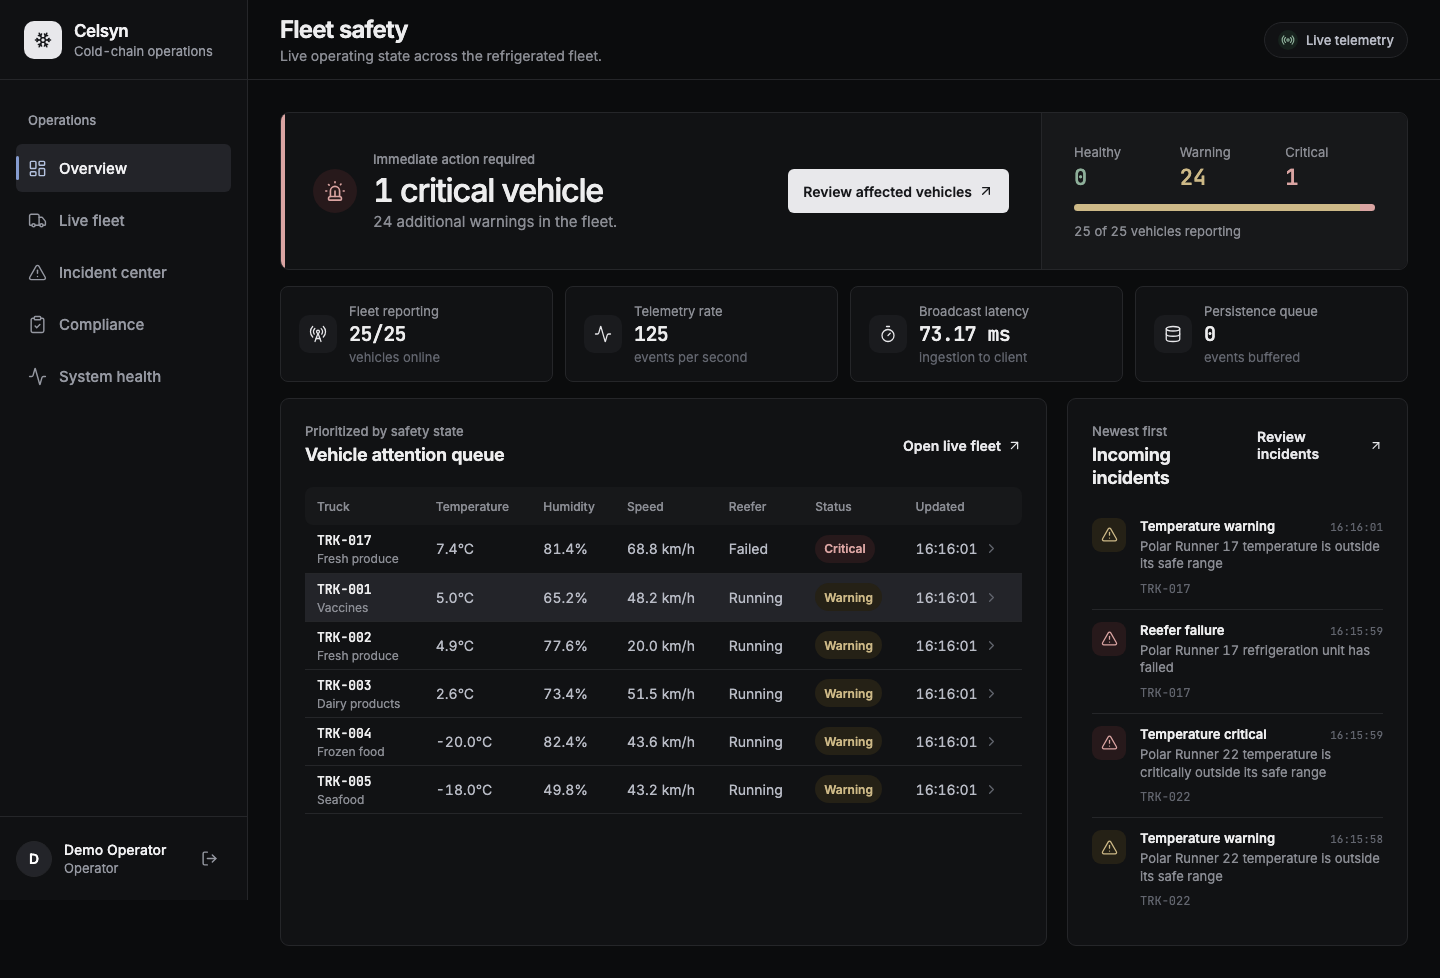 Celsyn
Cold-chain operations
Fleet safety
Live operating state across the refrigerated fleet.
Live telemetry
Operations
Overview
Live fleet
Incident center
Compliance
System health
Immediate action required
1 critical vehicle
24 additional warnings in the fleet.
Review affected vehicles
Healthy Warning Critical
0 24 1
25 of 25 vehicles reporting
Fleet reporting
25/25
vehicles online
Telemetry rate
125
events per second
Broadcast latency
73.17 ms
ingestion to client
Persistence queue
0
events buffered
Prioritized by safety state
Vehicle attention queue
Open live fleet
Truck Temperature Humidity Speed Reefer Status Updated
TRK-017
Fresh produce
7.4°C 81.4% 68.8 km/h Failed Critical 16:16:01
TRK-001
Vaccines
5.0°C 65.2% 48.2 km/h Running Warning 16:16:01
TRK-002
Fresh produce
4.9°C 77.6% 20.0 km/h Running Warning 16:16:01
TRK-003
Dairy products
2.6°C 73.4% 51.5 km/h Running Warning 16:16:01
TRK-004
Frozen food
-20.0°C 82.4% 43.6 km/h Running Warning 16:16:01
TRK-005
Seafood
-18.0°C 49.8% 43.2 km/h Running Warning 16:16:01
Newest first
Incoming
incidents
Review
incidents
Temperature warning 16:16:01
Polar Runner 17 temperature is outside
its safe range
TRK-017
Reefer failure 16:15:59
Polar Runner 17 refrigeration unit has
failed
TRK-017
Temperature critical 16:15:59
Polar Runner 22 temperature is
critically outside its safe range
TRK-022
Temperature warning 16:15:58
Polar Runner 22 temperature is outside
its safe range
TRK-022
D
Demo Operator
Operator